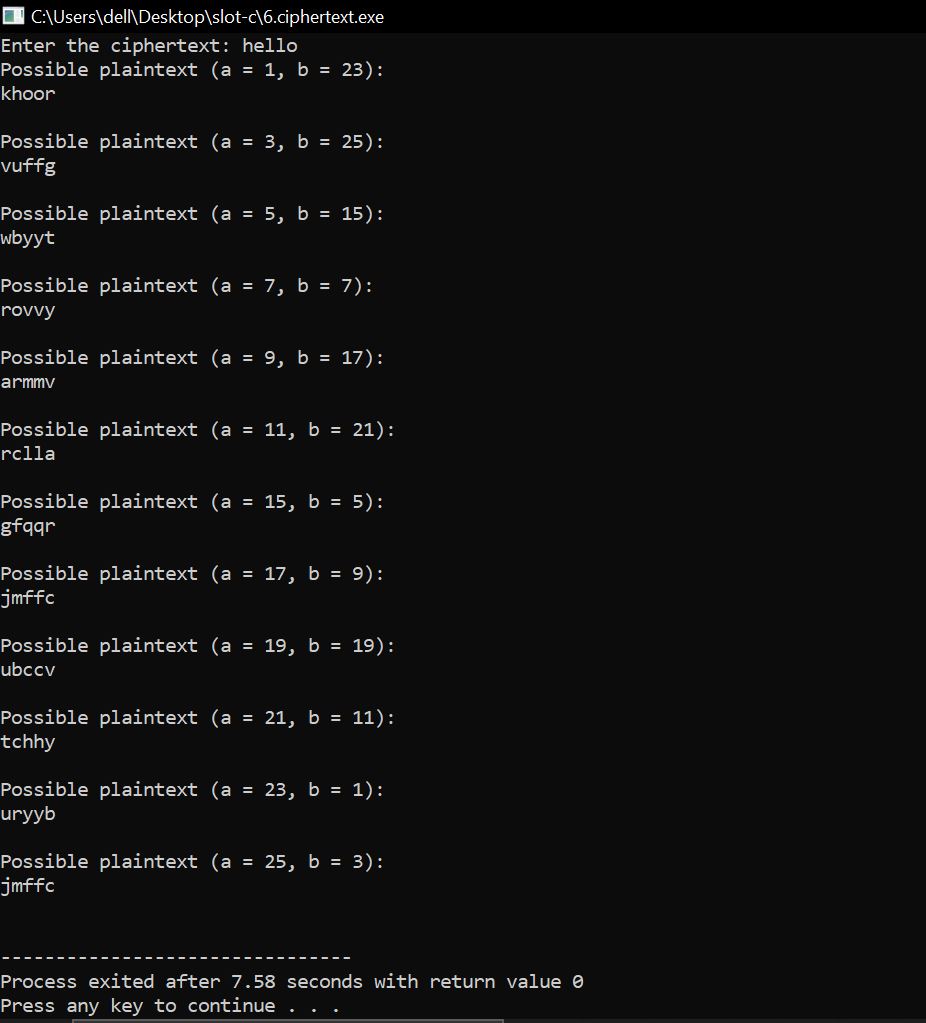 C:\Users\dell\Desktop\slot-c\6.ciphertext.exe
Enter the ciphertext: hello
Possible plaintext (a = 1, b = 23):
khoor
Possible plaintext (a = 3, b = 25):
vuffg
Possible plaintext (a = 5, b = 15):
wbyyt
Possible plaintext (a = 7, b = 7):
rovvy
Possible plaintext (a = 9, b = 17):
armmv
Possible plaintext (a = 11, b = 21):
rclla
Possible plaintext (a = 15, b = 5):
gfqqr
Possible plaintext (a = 17, b = 9):
jmffc
Possible plaintext (a = 19, b = 19):
ubccv
Possible plaintext (a = 21, b = 11):
tchhy
Possible plaintext (a = 23, b = 1):
uryyb
Possible plaintext (a = 25, b = 3):
jmffc
--------------------------------
Process exited after 7.58 seconds with return value 0
Press any key to continue . . .